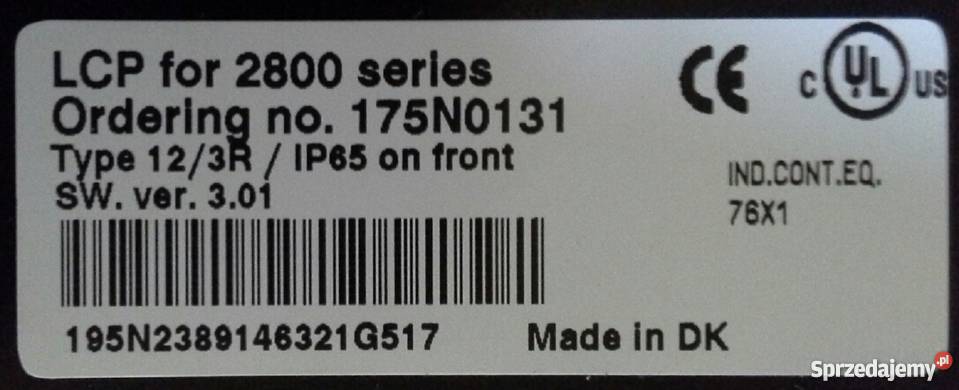 LCP for 2800 series
Ordering no. 175N0131
Type 12/3R / IP65 on front
SW. ver. 3.01
CE
C UL US
IND.CONT.EQ.
76X1
195N2389146321G517 Made in DK
Sprzedajemy.pl